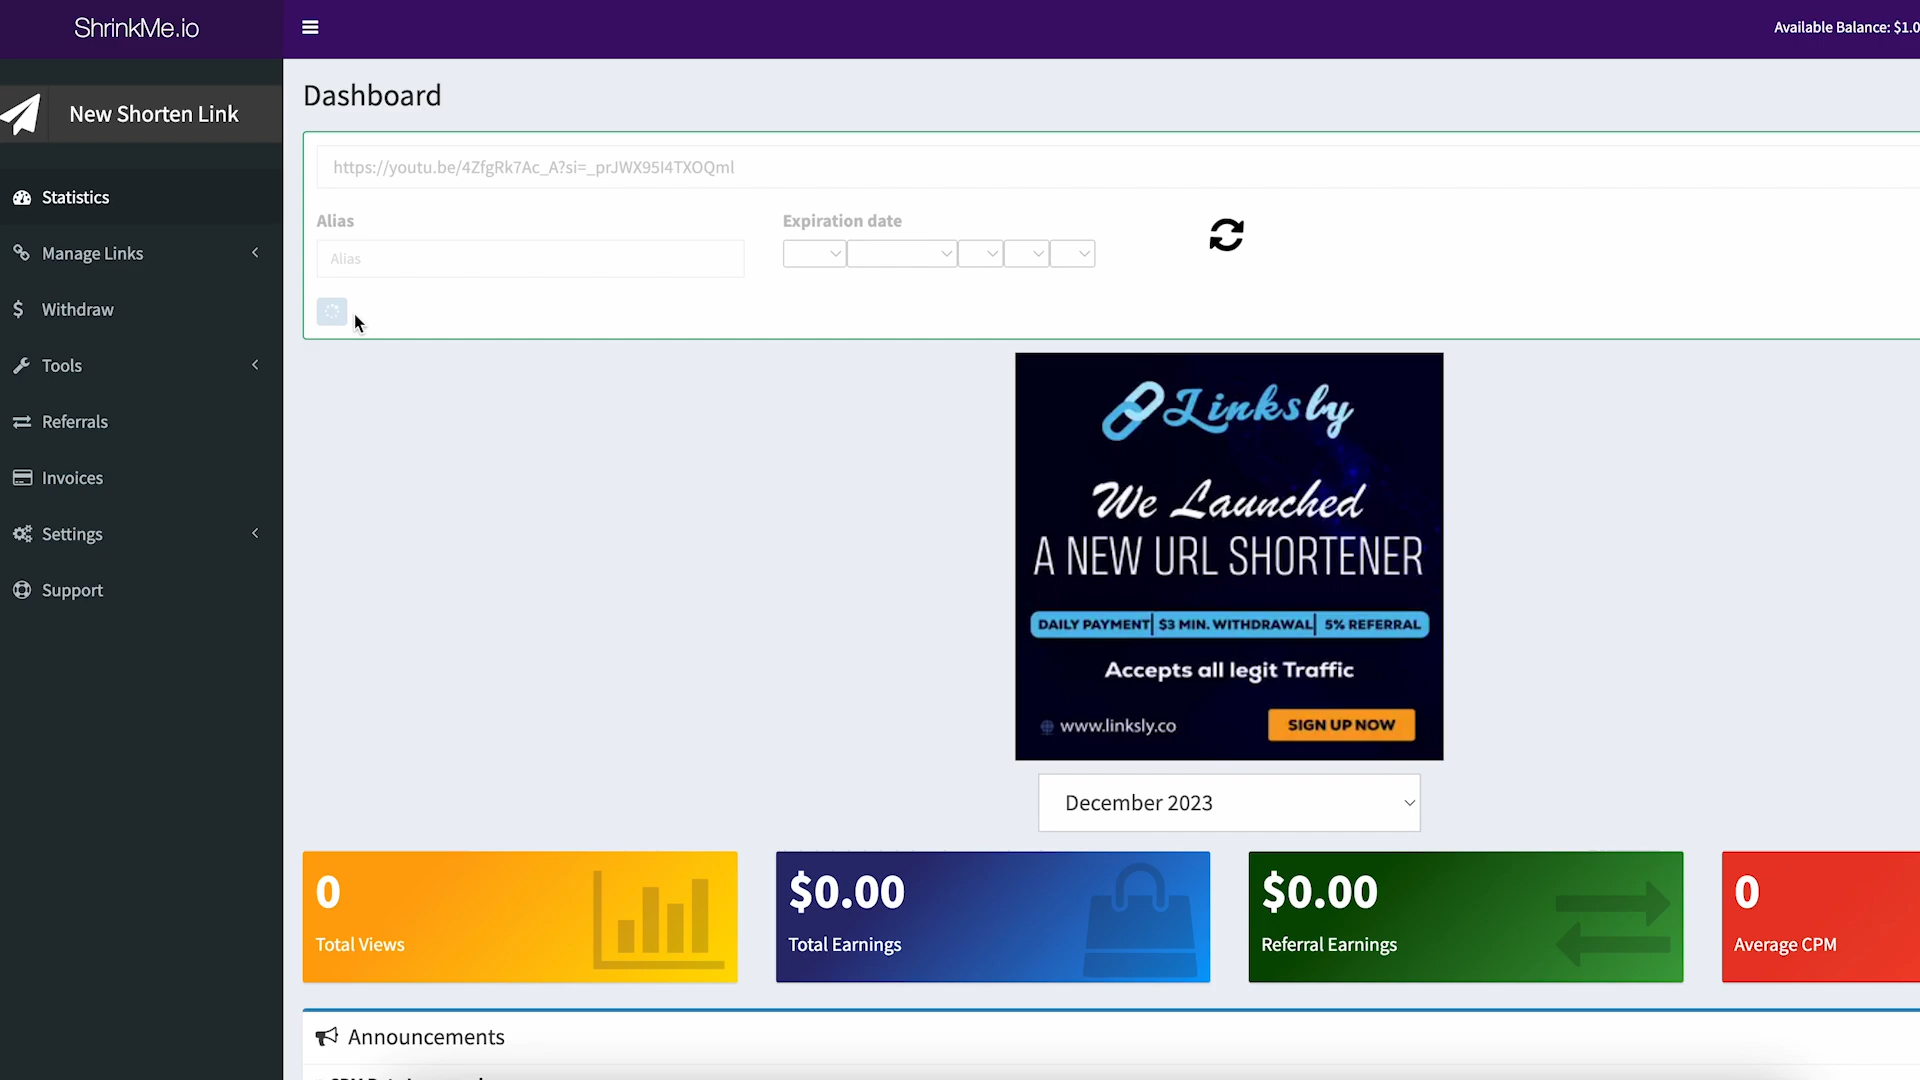 ShrinkMe.io
Available Balance: $1.0
New Shorten Link
Dashboard
https://youtu.be/4ZfgRk7Ac_A?si=_prJWX95I4TXOQml
Statistics
Alias
Expiration date
Alias
Manage Links
Withdraw
Tools
Referrals
Invoices
Settings
Support
Linksly
We Launched
A NEW URL SHORTENER
DAILY PAYMENT| $3 MIN. WITHDRAWAL| 5% REFERRAL
Accepts all legit Traffic
www.linksly.co
SIGN UP NOW
December 2023
0
Total Views
$0.00
Total Earnings
$0.00
Referral Earnings
0
Average CPM
Announcements